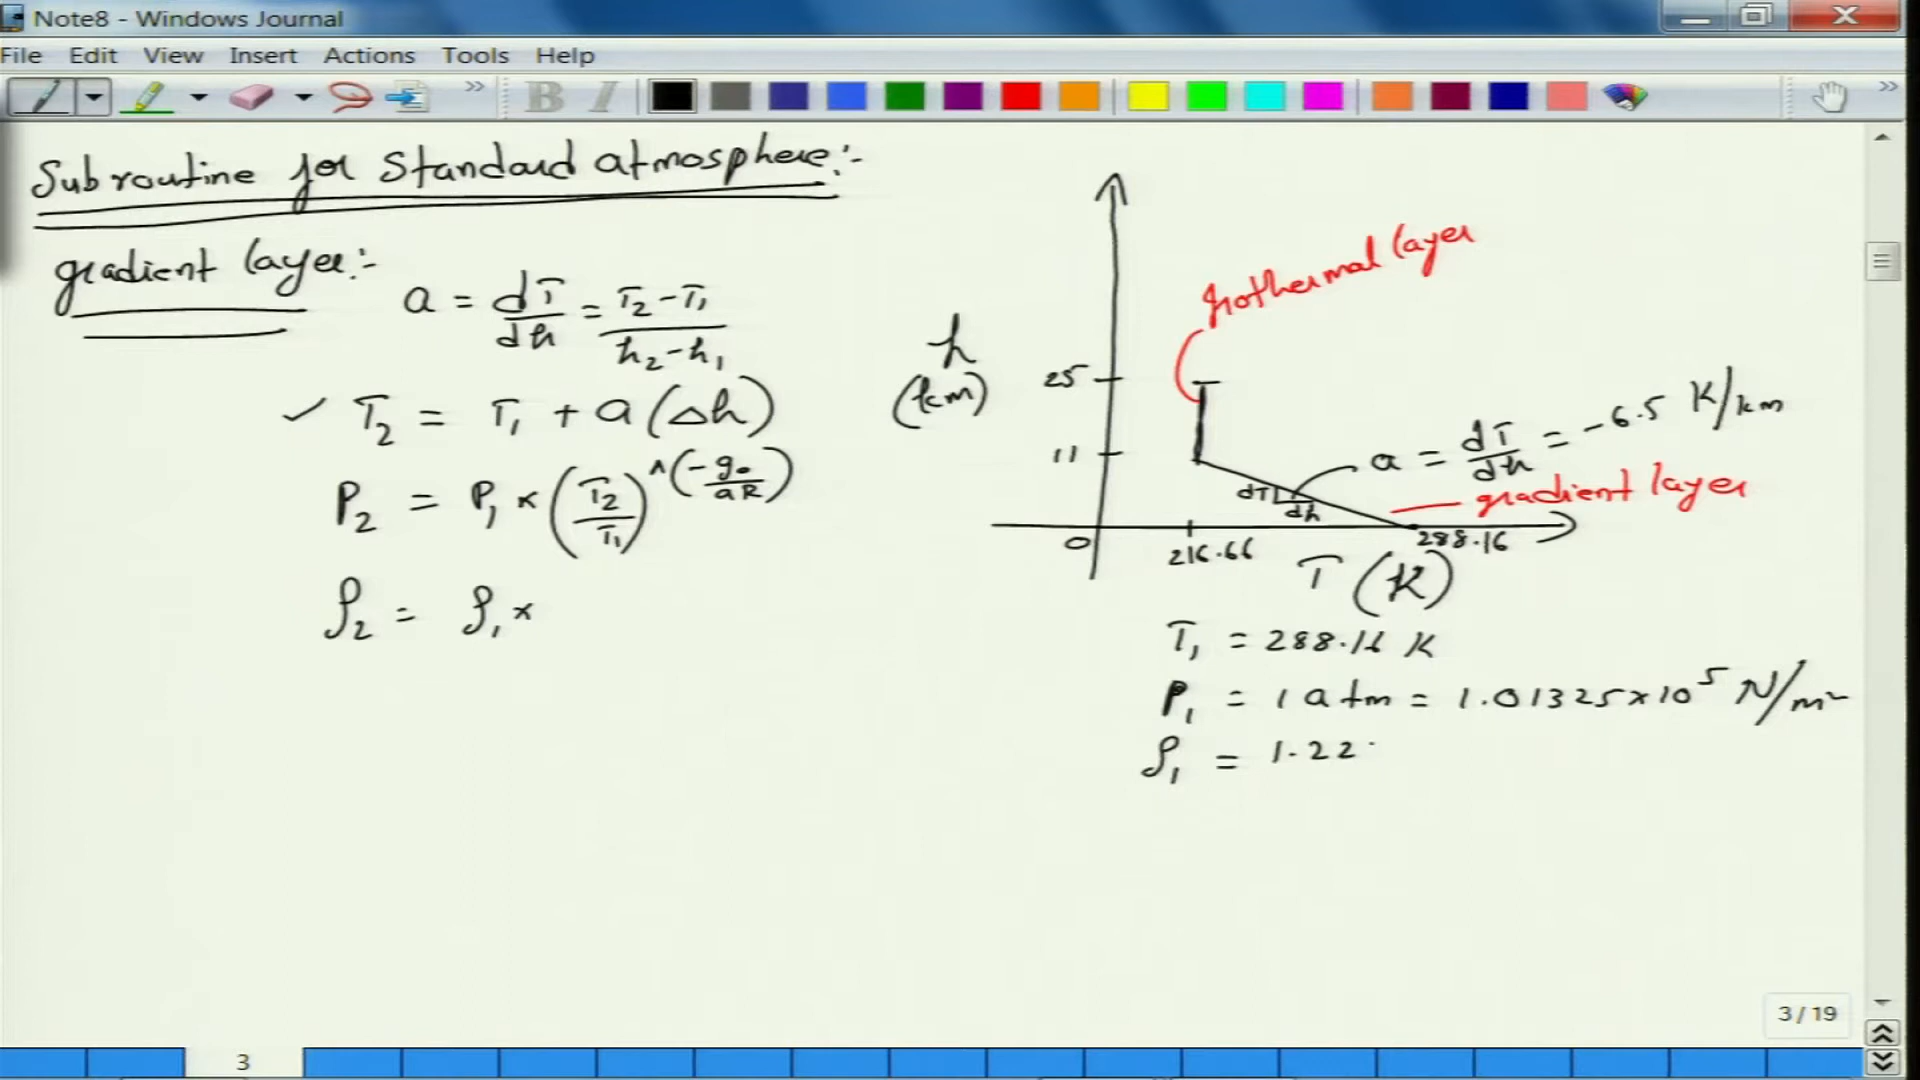 Note8 - Windows Journal
File Edit View Insert Actions Tools Help
B I
Subroutine for Standard atmosphere:-
gradient layer:-
a = dT/dh = T₂-T₁/h₂-h₁
✓ T₂ = T₁ + a(Δh)
P₂ = P₁ × (T₂/T₁)^(-g₀/aR)
ρ₂ = ρ₁ ×
h
(km)
25
11
0
216.66
288.16
T (K)
Isothermal layer
a = dT/dh = -6.5 K/km
gradient layer
dT
dh
T₁ = 288.16 K
P₁ = 1 atm = 1.01325×10⁵ N/m²
ρ₁ = 1.22
3 / 19
3